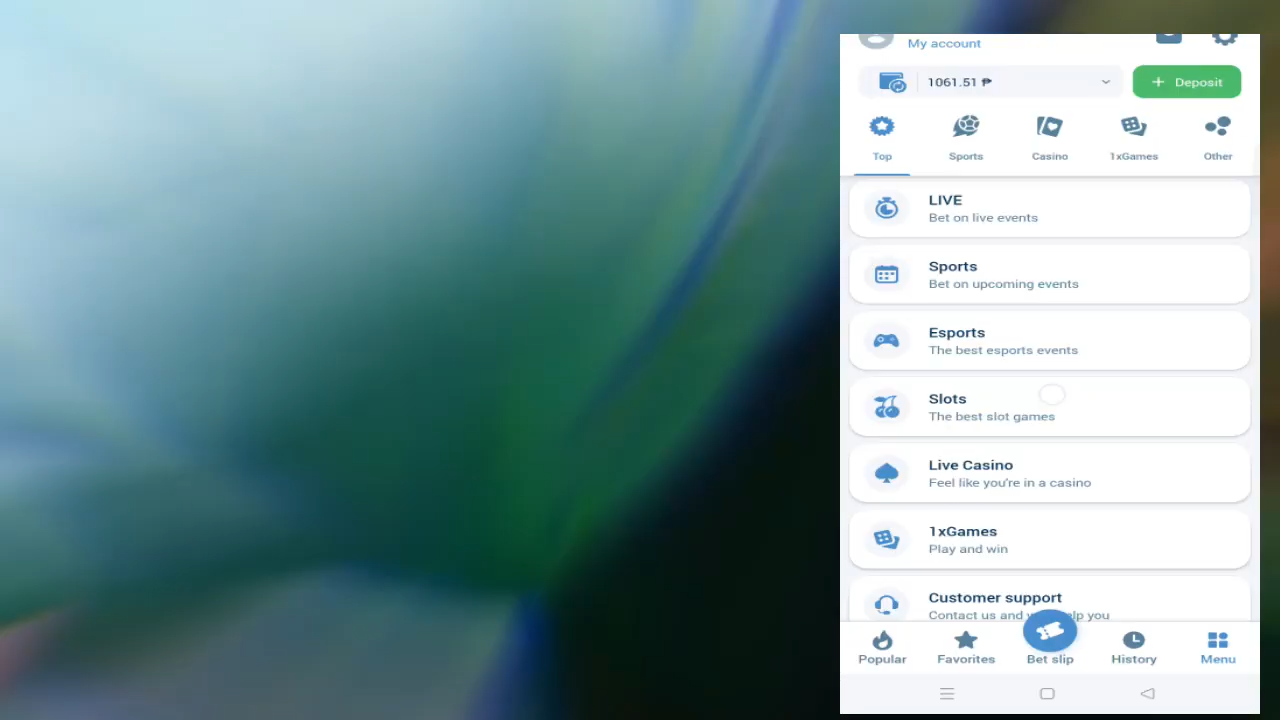 My account
1061.51 ₱
+ Deposit
Top
Sports
Casino
1xGames
Other
LIVE
Bet on live events
Sports
Bet on upcoming events
Esports
The best esports events
Slots
The best slot games
Live Casino
Feel like you're in a casino
1xGames
Play and win
Customer support
Contact us and help you
Popular
Favorites
Bet slip
History
Menu